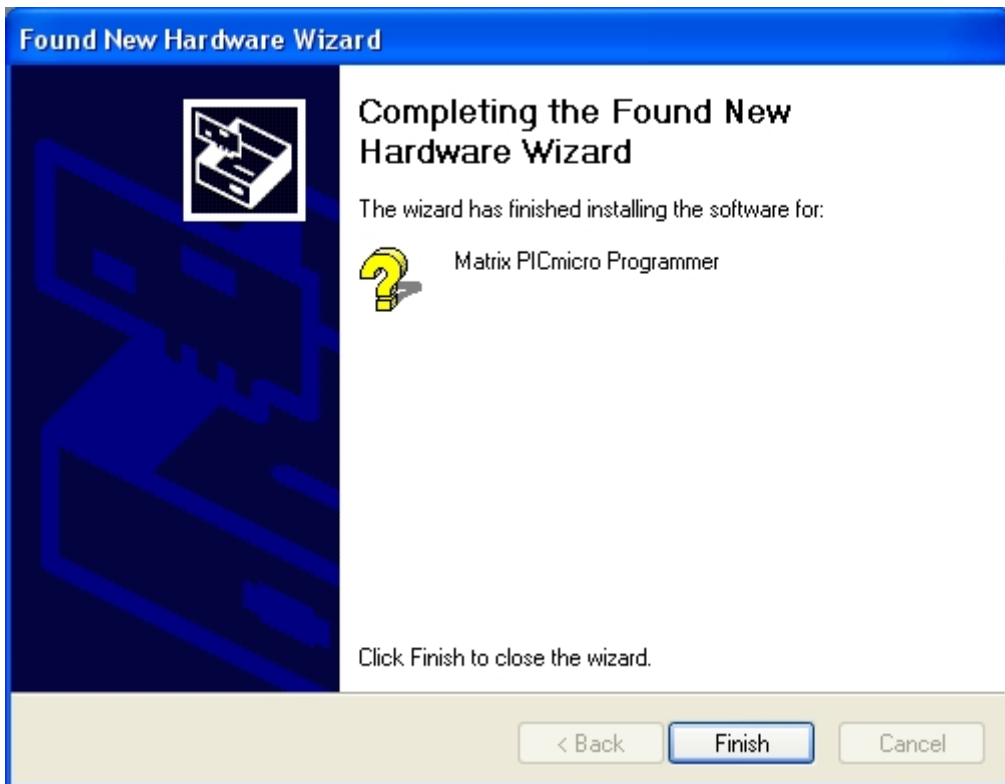 Found New Hardware Wizard
Completing the Found New
Hardware Wizard
The wizard has finished installing the software for:
Matrix PICmicro Programmer
Click Finish to close the wizard.
< Back
Finish
Cancel